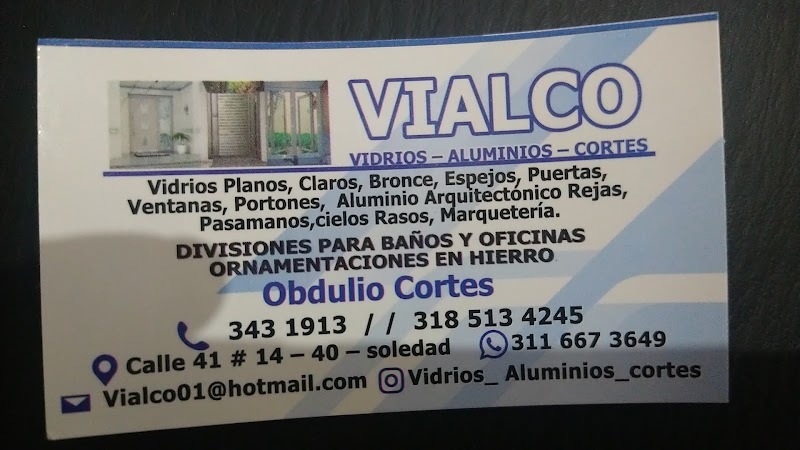 VIALCO
VIDRIOS – ALUMINIOS – CORTES
Vidrios Planos, Claros, Bronce, Espejos, Puertas,
Ventanas, Portones, Aluminio Arquitectónico Rejas,
Pasamanos,cielos Rasos, Marquetería.
DIVISIONES PARA BAÑOS Y OFICINAS
ORNAMENTACIONES EN HIERRO
Obdulio Cortes
343 1913 / / 318 513 4245
Calle 41 # 14 – 40 – soledad 311 667 3649
Vialco01@hotmail.com Vidrios_ Aluminios_cortes